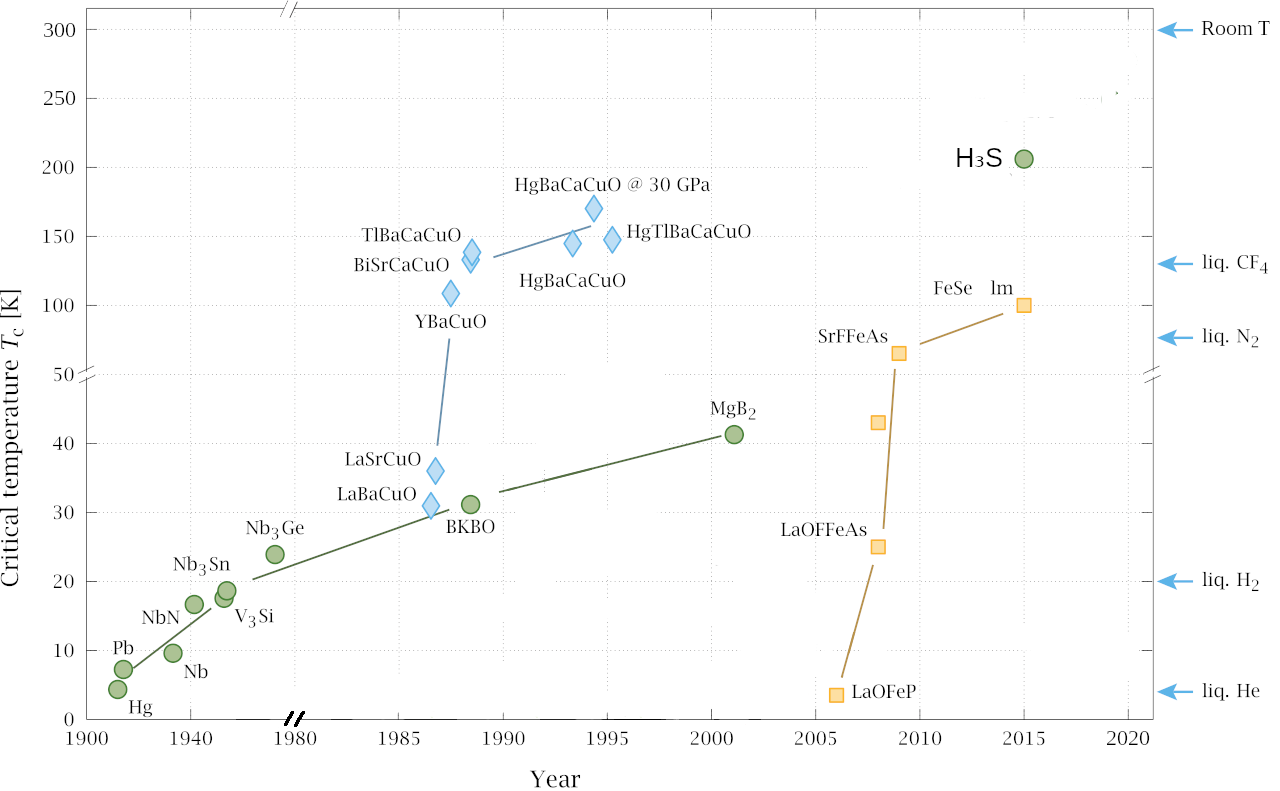 300
Room T
250
200
H₃S
HgBaCaCuO @ 30 GPa
150
TlBaCaCuO
HgTlBaCaCuO
BiSrCaCuO
liq. CF₄
HgBaCaCuO
100
FeSe lm
YBaCuO
SrFFeAs
liq. N₂
50
MgB₂
40
LaSrCuO
LaBaCuO
30
BKBO
Nb₃Ge
LaOFFeAs
Nb₃Sn
20
liq. H₂
NbN
V₃Si
Pb
10
Nb
LaOFeP
liq. He
Hg
0
Critical temperature Tc [K]
1900 1940 1980 1985 1990 1995 2000 2005 2010 2015 2020
Year